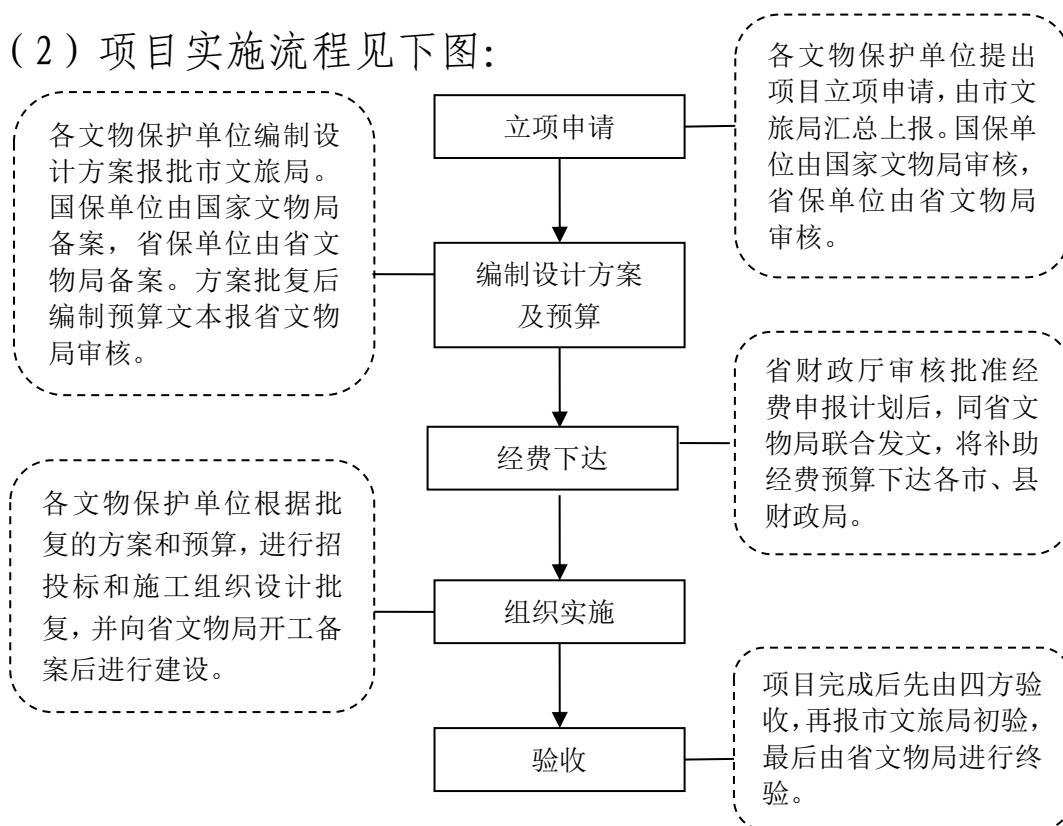 （2）项目实施流程见下图：
立项申请
各文物保护单位提出
项目立项申请，由市文
旅局汇总上报。国保单
位由国家文物局审核，
省保单位由省文物局
审核。
各文物保护单位编制设
计方案报批市文旅局。
国保单位由国家文物局
备案，省保单位由省文
物局备案。方案批复后
编制预算文本报省文物
局审核。
编制设计方案
及预算
经费下达
省财政厅审核批准经
费申报计划后，同省文
物局联合发文，将补助
经费预算下达各市、县
财政局。
各文物保护单位根据批
复的方案和预算，进行招
投标和施工组织设计批
复，并向省文物局开工备
案后进行建设。
组织实施
验收
项目完成后先由四方验
收，再报市文旅局初验，
最后由省文物局进行终
验。